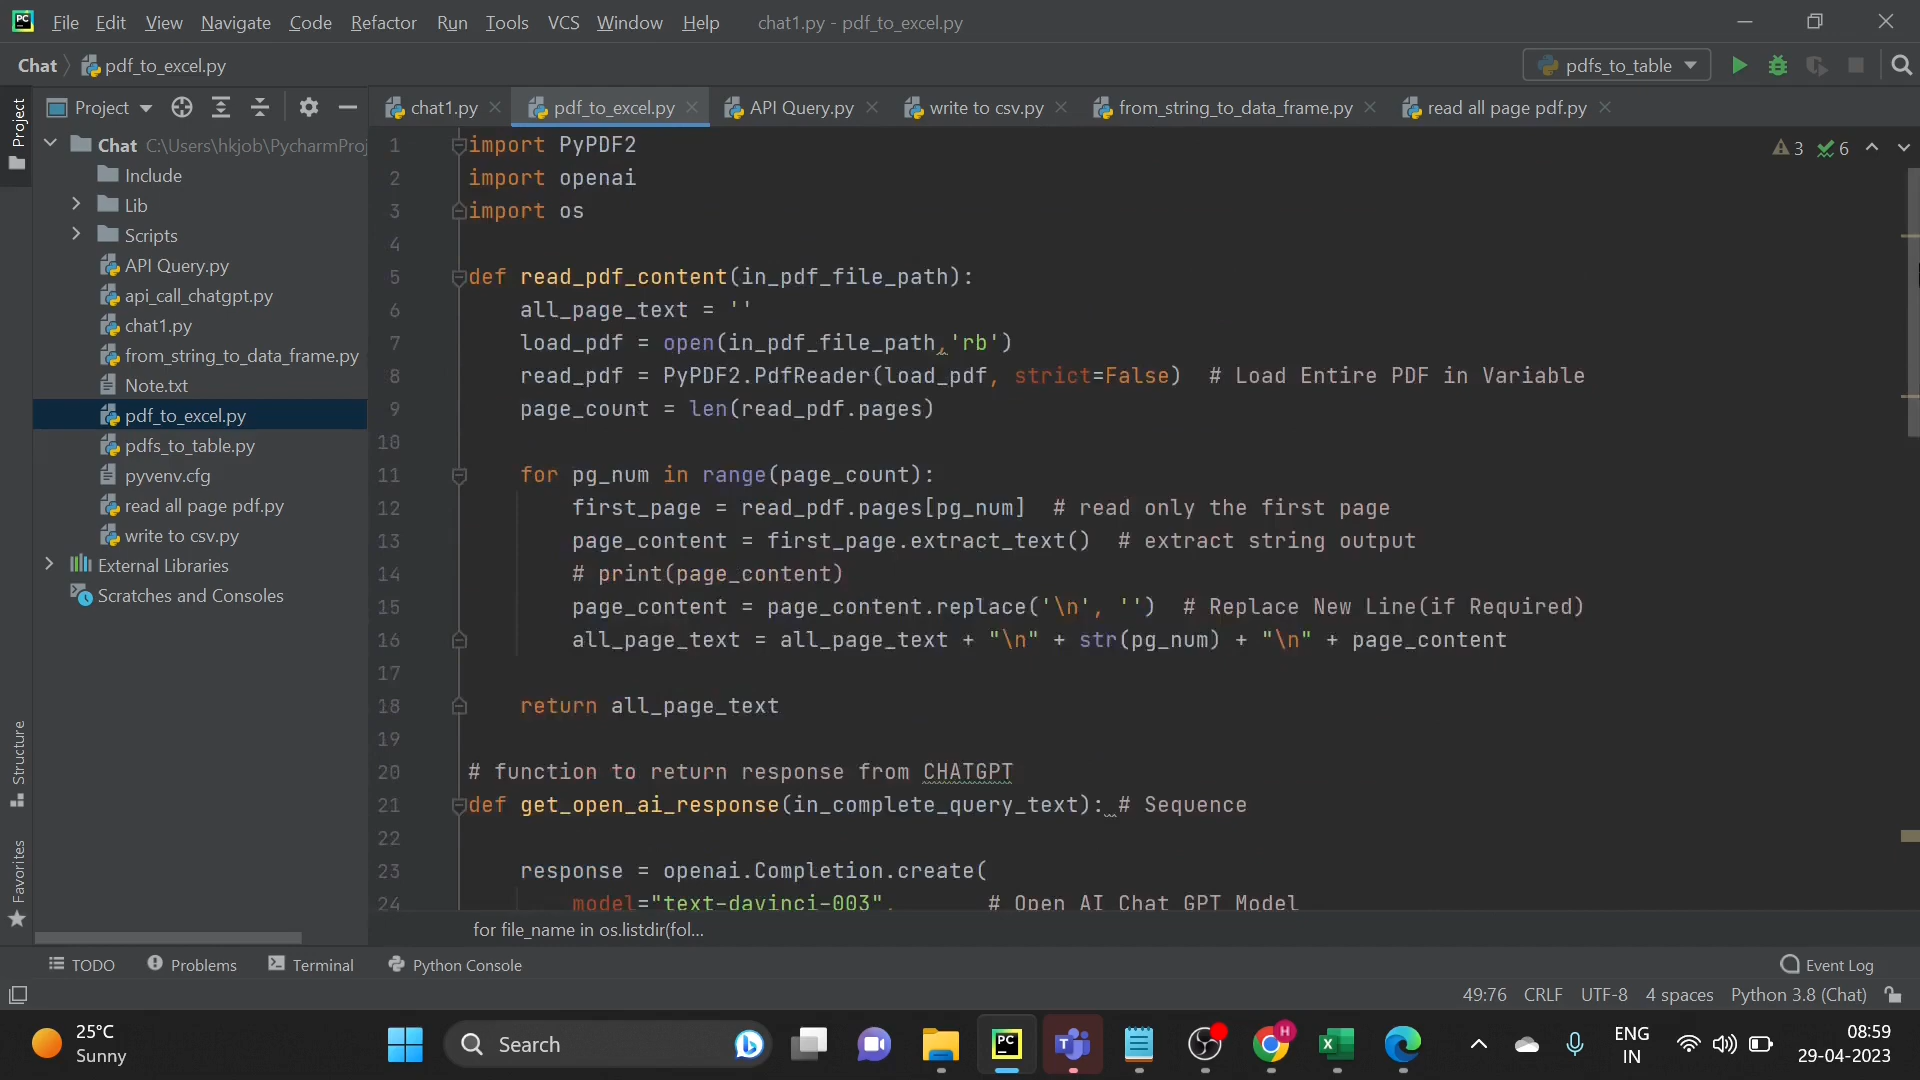 PC File Edit View Navigate Code Refactor Run Tools VCS Window Help chat1.py - pdf_to_excel.py
Chat pdf_to_excel.py pdfs_to_table
Project
Project
chat1.py pdf_to_excel.py API Query.py write to csv.py from_string_to_data_frame.py read all page pdf.py
Chat C:\Users\hkjob\PycharmProj
Include
Lib
Scripts
API Query.py
api_call_chatgpt.py
chat1.py
from_string_to_data_frame.py
Note.txt
pdf_to_excel.py
pdfs_to_table.py
pyvenv.cfg
read all page pdf.py
write to csv.py
External Libraries
Scratches and Consoles
Structure
Favorites
3 6
1 import PyPDF2
2 import openai
3 import os
4
5 def read_pdf_content(in_pdf_file_path):
6 all_page_text = ''
7 load_pdf = open(in_pdf_file_path,'rb')
8 read_pdf = PyPDF2.PdfReader(load_pdf, strict=False) # Load Entire PDF in Variable
9 page_count = len(read_pdf.pages)
10
11 for pg_num in range(page_count):
12 first_page = read_pdf.pages[pg_num] # read only the first page
13 page_content = first_page.extract_text() # extract string output
14 # print(page_content)
15 page_content = page_content.replace('\n', '') # Replace New Line(if Required)
16 all_page_text = all_page_text + "\n" + str(pg_num) + "\n" + page_content
17
18 return all_page_text
19
20 # function to return response from CHATGPT
21 def get_open_ai_response(in_complete_query_text): # Sequence
22
23 response = openai.Completion.create(
24 model="text-davinci-003", # Open AI Chat GPT Model
for file_name in os.listdir(fol...
TODO Problems Terminal Python Console Event Log
49:76 CRLF UTF-8 4 spaces Python 3.8 (Chat)
25°C
Sunny
Search
PC
H
ENG
IN
08:59
29-04-2023